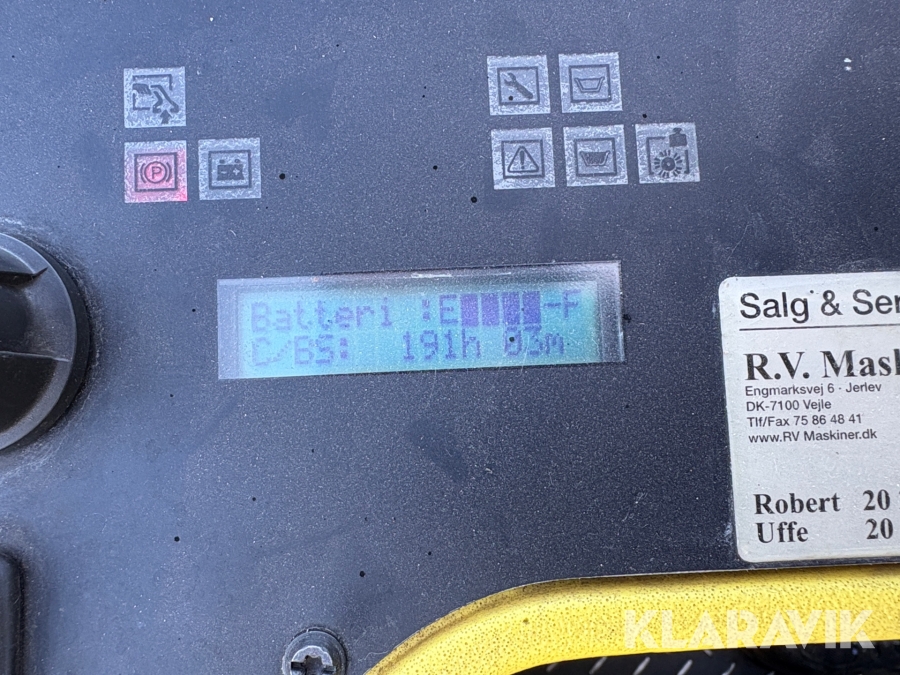 P
Batteri :E -F
C/BS: 191h 03m
Salg & Ser
R.V. Mas
Engmarksvej 6 · Jerlev
DK-7100 Vejle
Tlf/Fax 75 86 48 41
www.RV Maskiner.dk
Robert 20
Uffe 20
KLARAVIK